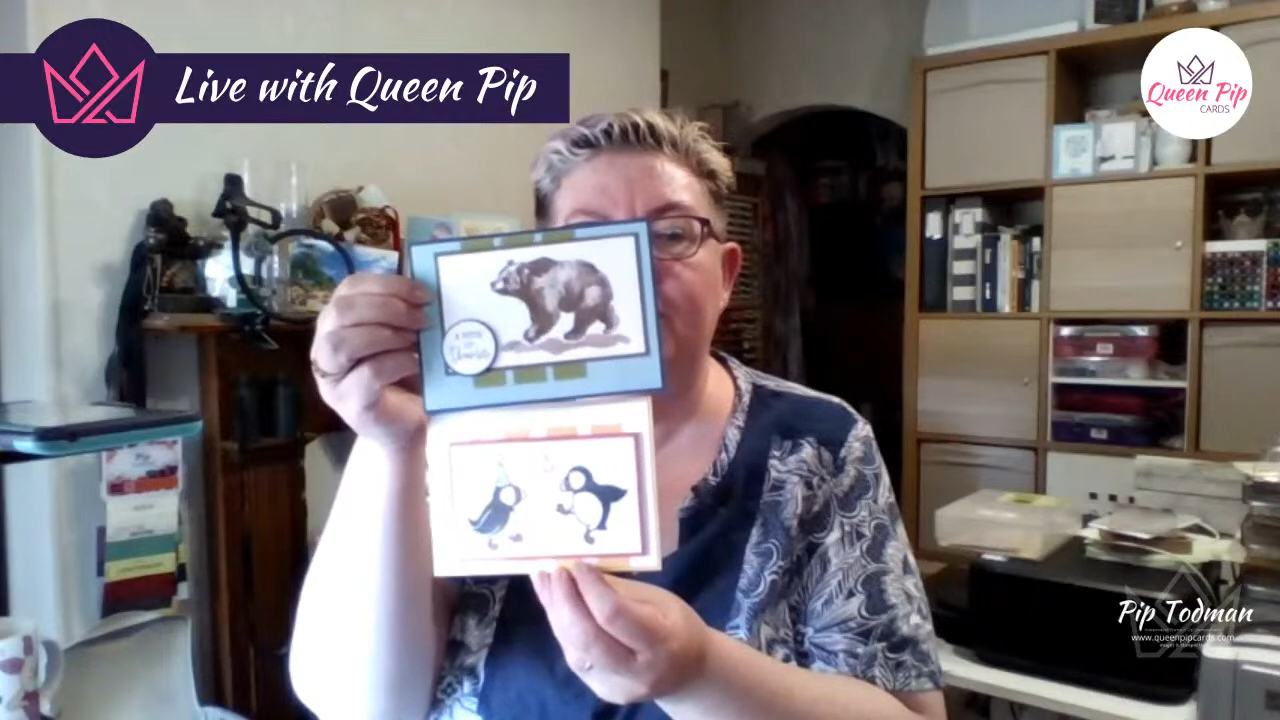 Live with Queen Pip
Queen Pip
CARDS
Pip Todman
www.queenpipcards.com